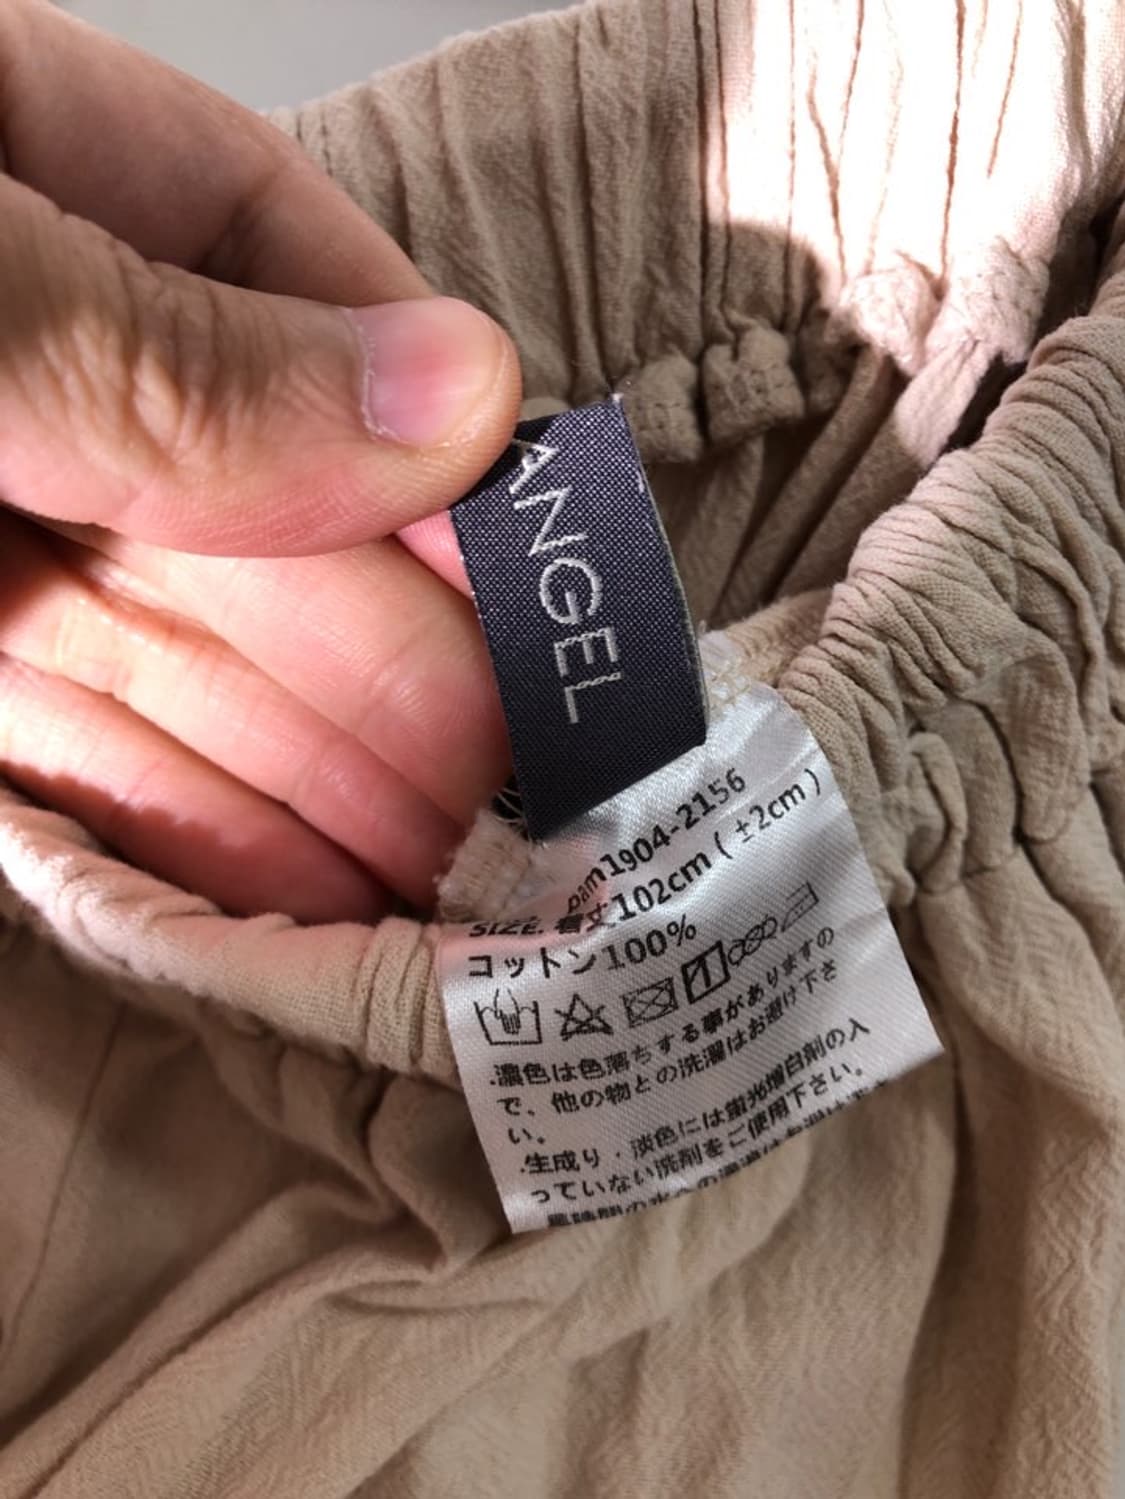 ANGEL
pam1904-2156
SIZE. 着丈102cm ( ±2cm )
コットン100%
.濃色は色落ちする事がありますの
で、他の物との洗濯はお避け下さ
い。
.生成り・淡色には蛍光増白剤の入
っていない洗剤をご使用下さい。